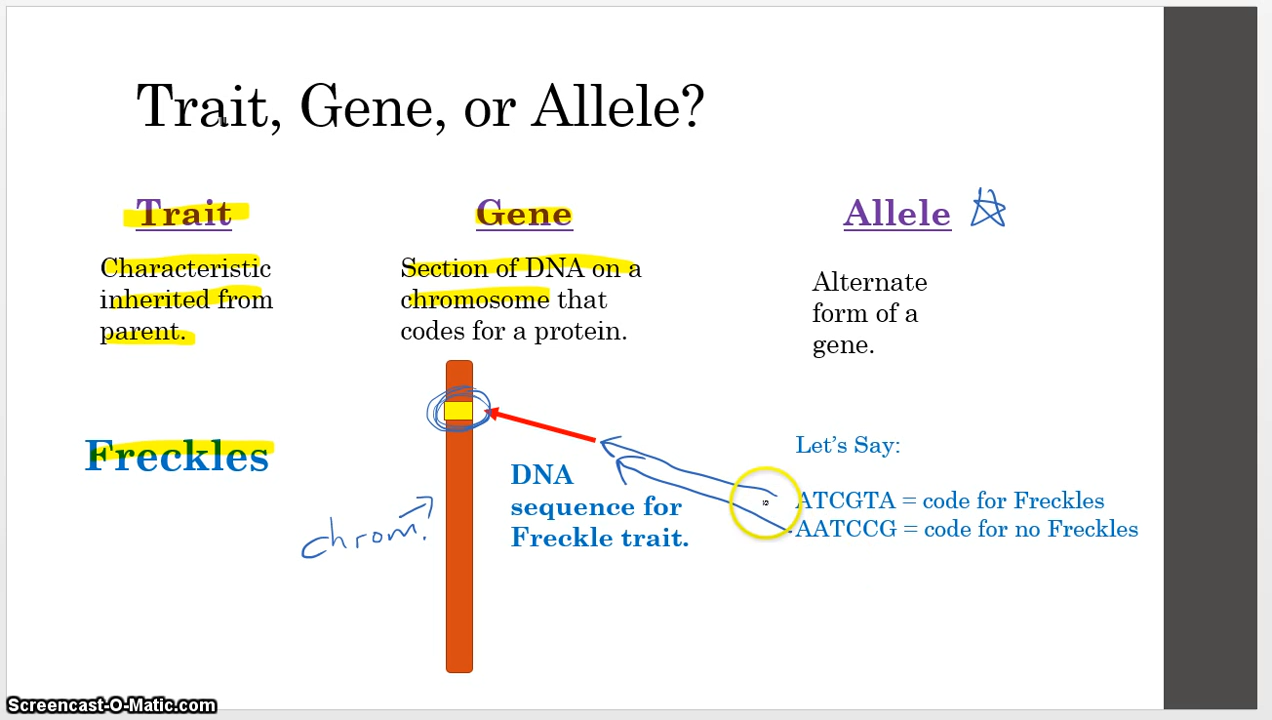 Trait, Gene, or Allele?
Trait
Characteristic
inherited from
parent.
Freckles
Gene
Section of DNA on a
chromosome that
codes for a protein.
chrom.
DNA
sequence for
Freckle trait.
Allele
Alternate
form of a
gene.
Let's Say:
ATCGTA = code for Freckles
AATCCG = code for no Freckles
Screencast-O-Matic.com